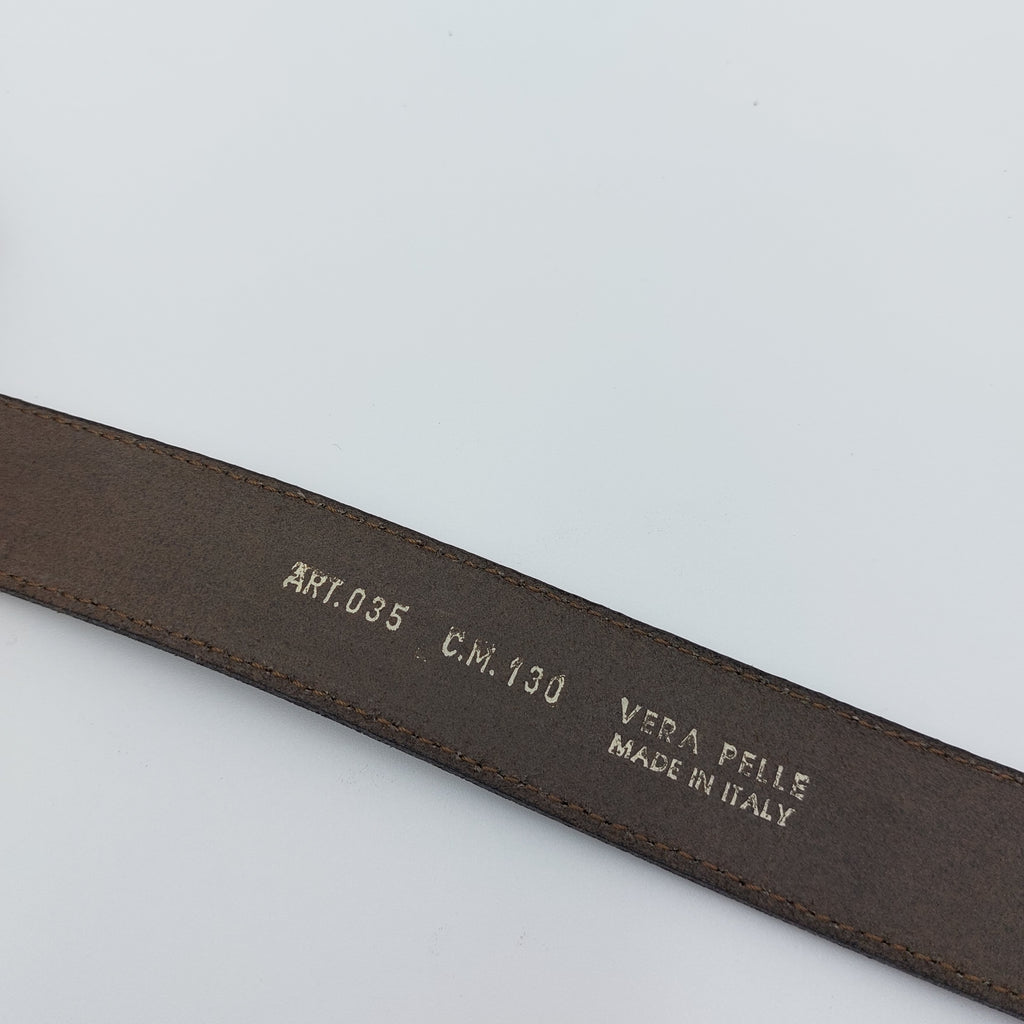 ART.035 C.M.130
VERA PELLE
MADE IN ITALY